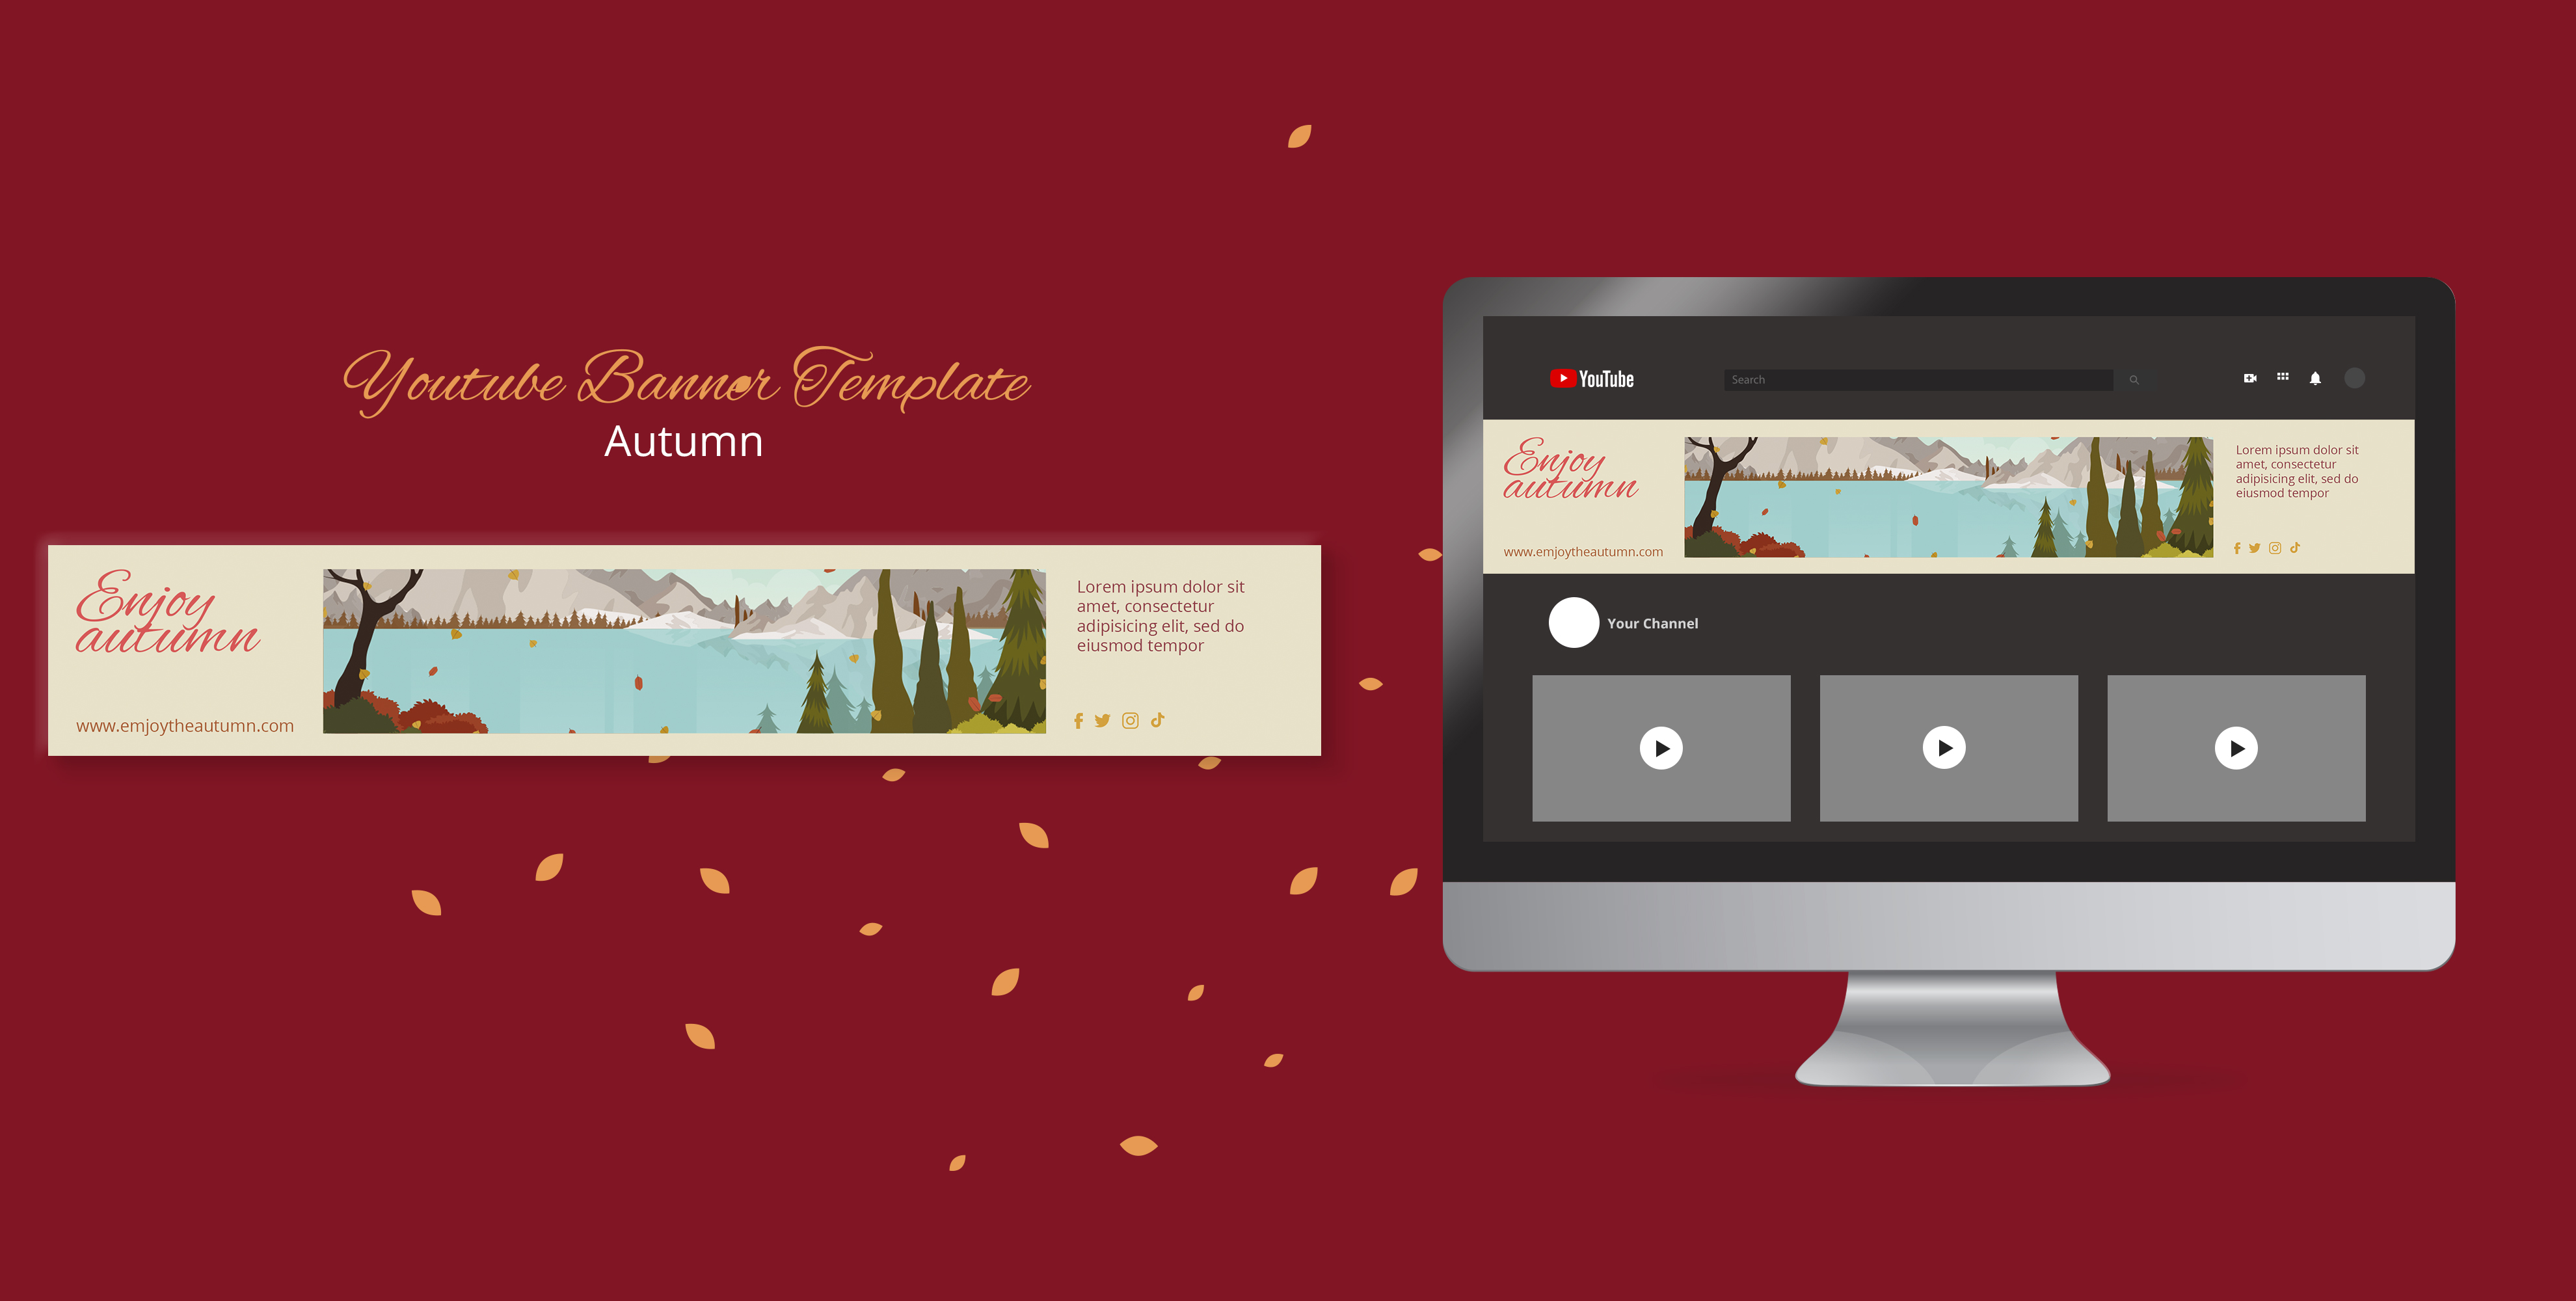 Youtube Banner Template
Autumn
Enjoy
autumn
www.emjoytheautumn.com
Lorem ipsum dolor sit
amet, consectetur
adipisicing elit, sed do
eiusmod tempor
YouTube
Search
Enjoy
autumn
www.emjoytheautumn.com
Lorem ipsum dolor sit
amet, consectetur
adipisicing elit, sed do
eiusmod tempor
Your Channel